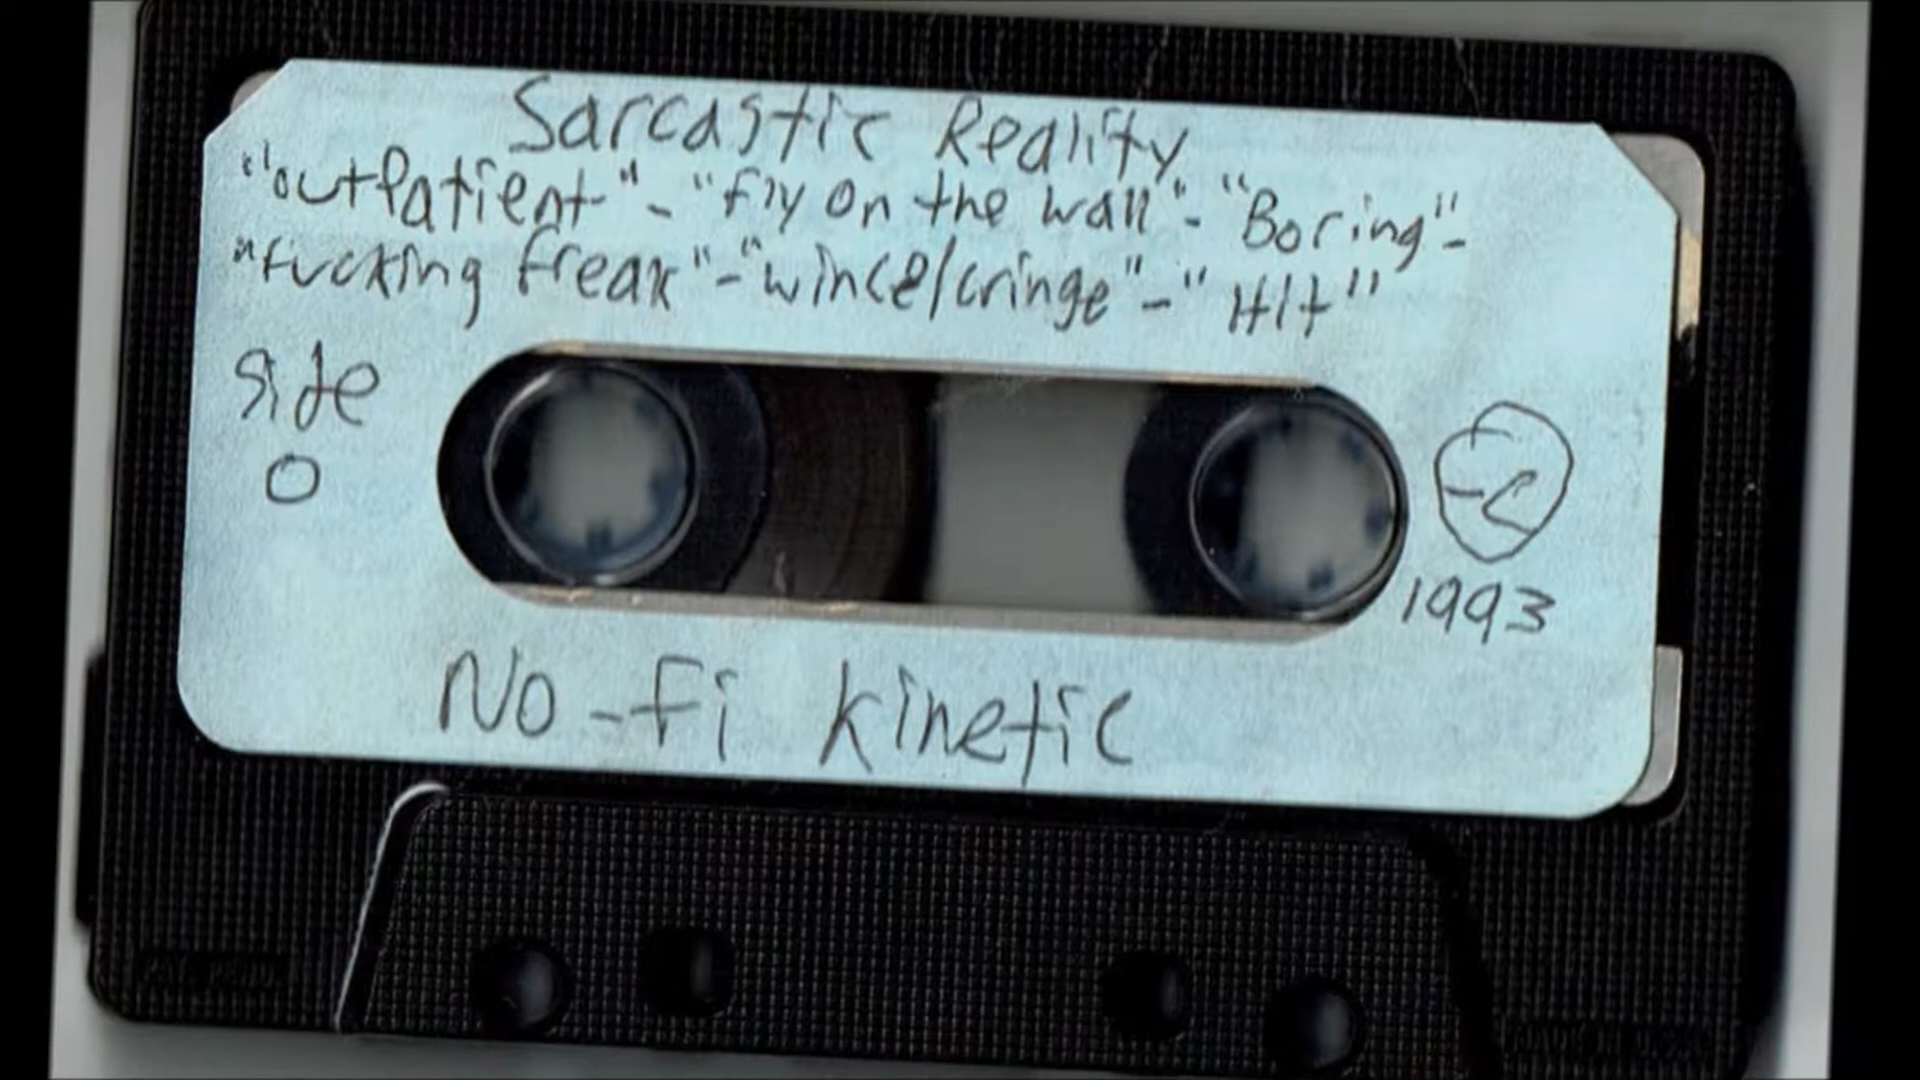 Sarcastic Reality
"outpatient" - "fly on the wall" - "Boring" -
"fucking freak" - "wince/cringe" - "Hit"
side
0
1993
No-fi kinetic